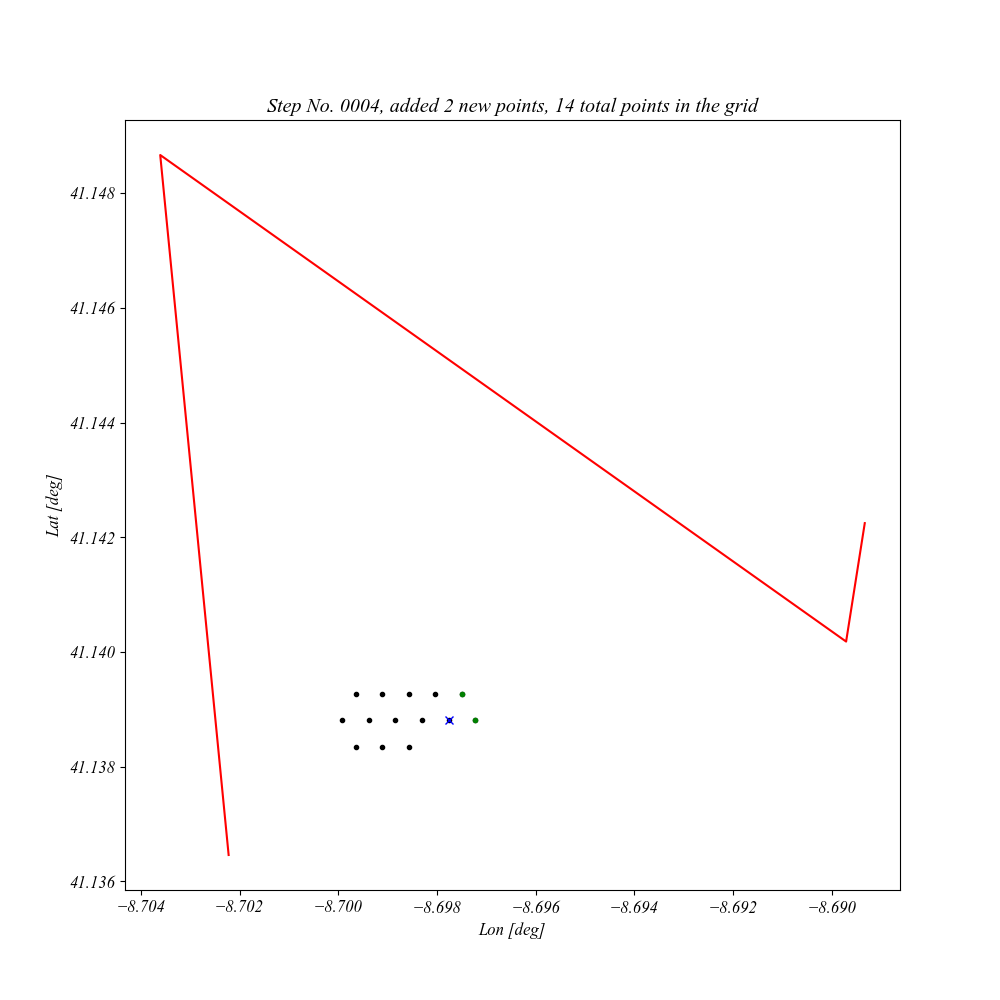 Step No. 0004, added 2 new points, 14 total points in the grid
41.148
41.146
41.144
41.142
41.140
41.138
41.136
Lat [deg]
−8.704 −8.702 −8.700 −8.698 −8.696 −8.694 −8.692 −8.690
Lon [deg]